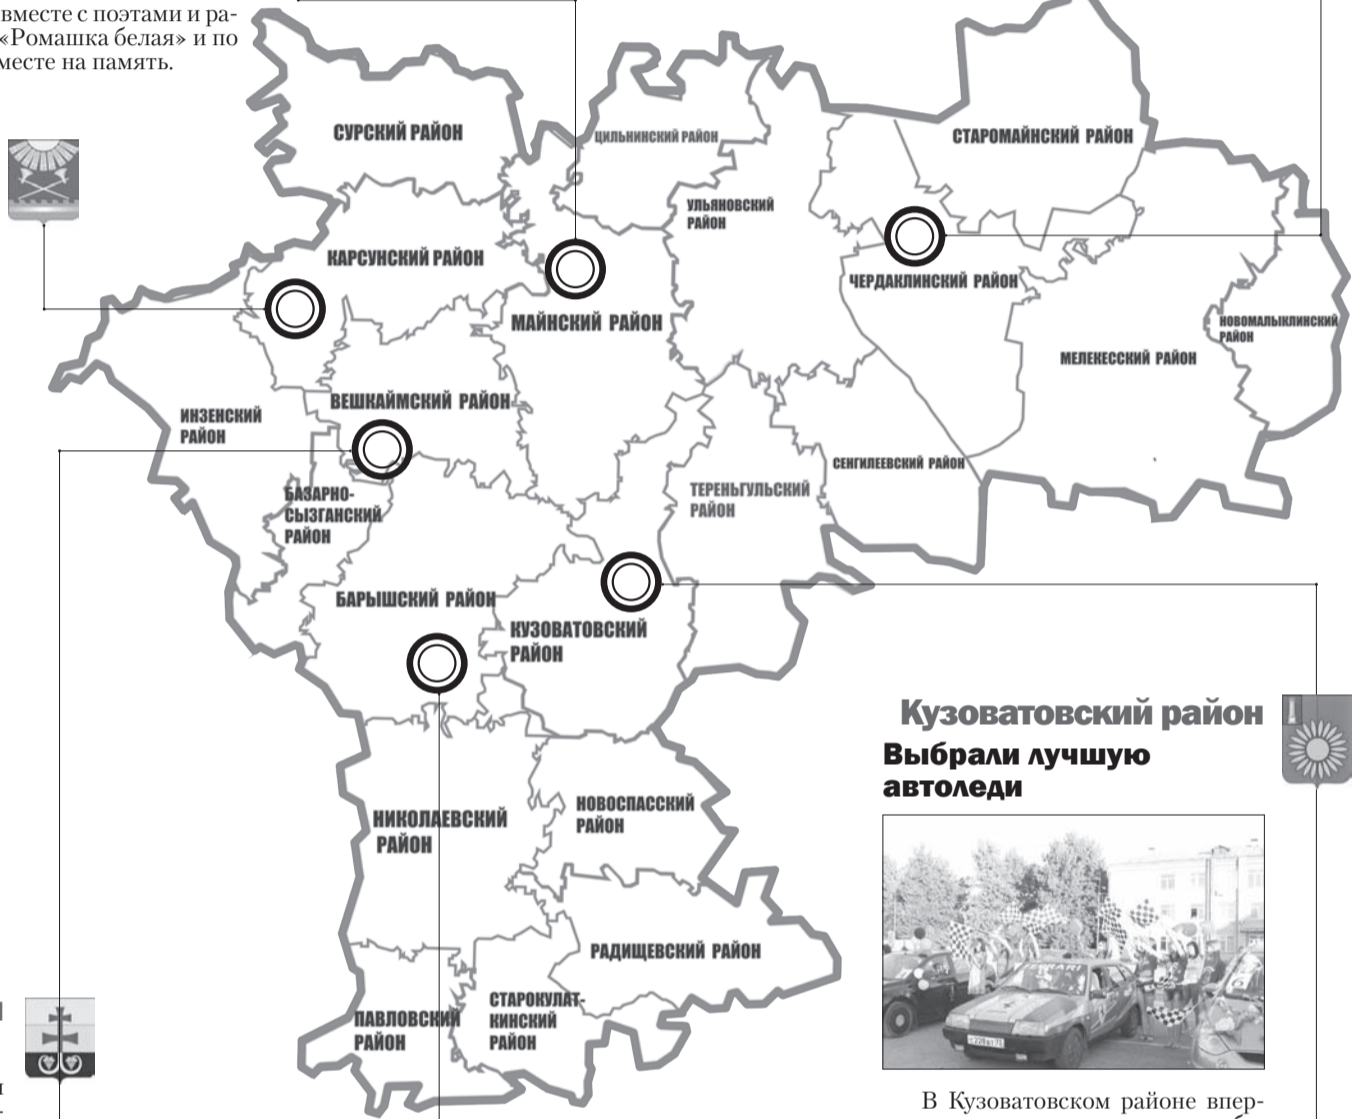 вместе с поэтами и ра-
«Ромашка белая» и по
месте на память.
СУРСКИЙ РАЙОН
ЦИЛЬНИНСКИЙ РАЙОН
СТАРОМАЙНСКИЙ РАЙОН
УЛЬЯНОВСКИЙ
РАЙОН
КАРСУНСКИЙ РАЙОН
ЧЕРДАКЛИНСКИЙ РАЙОН
МАЙНСКИЙ РАЙОН
НОВОМАЛЫКЛИНСКИЙ
РАЙОН
МЕЛЕКЕССКИЙ РАЙОН
ВЕШКАЙМСКИЙ РАЙОН
ИНЗЕНСКИЙ
РАЙОН
СЕНГИЛЕЕВСКИЙ РАЙОН
ТЕРЕНЬГУЛЬСКИЙ
РАЙОН
БАЗАРНО-
СЫЗГАНСКИЙ
РАЙОН
БАРЫШСКИЙ РАЙОН
КУЗОВАТОВСКИЙ
РАЙОН
Кузоватовский район
Выбрали лучшую
автоледи
НИКОЛАЕВСКИЙ
РАЙОН
НОВОСПАССКИЙ
РАЙОН
РАДИЩЕВСКИЙ РАЙОН
СТАРОКУЛАТ-
КИНСКИЙ
РАЙОН
ПАВЛОВСКИЙ
РАЙОН
В Кузоватовском районе впер-